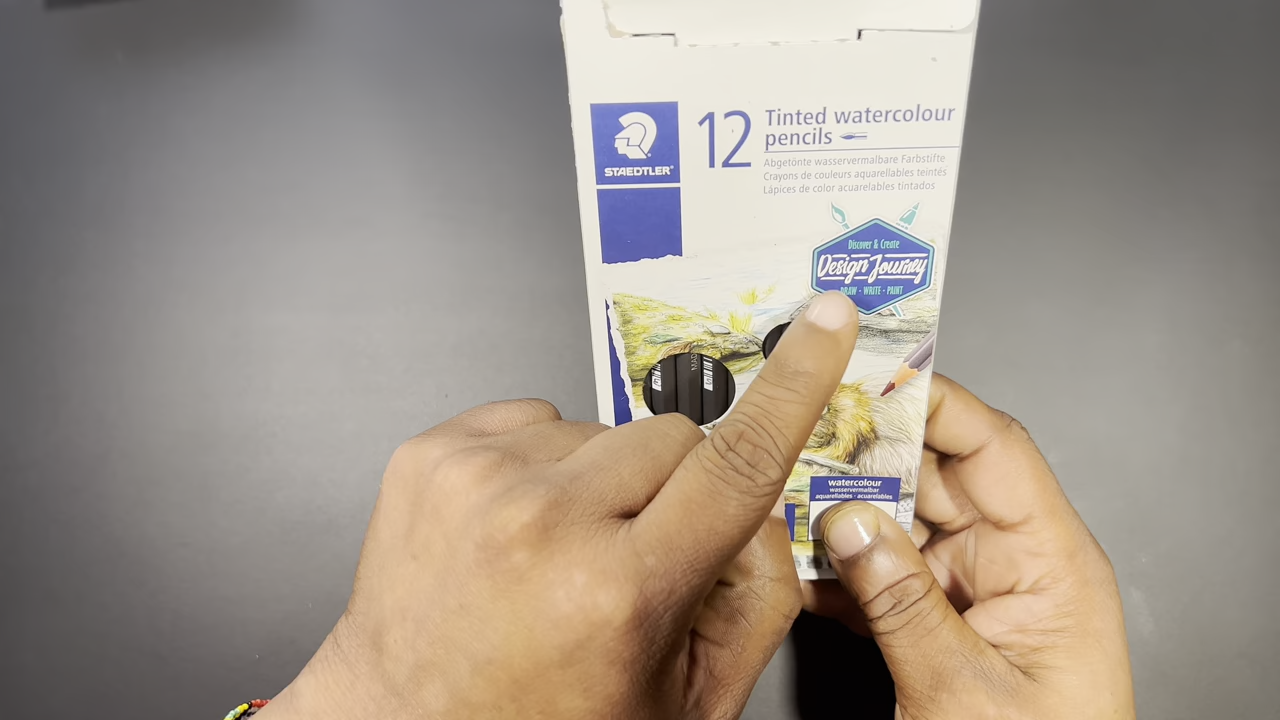 STAEDTLER®
12
Tinted watercolour
pencils
Abgetönte wasservermalbare Farbstifte
Crayons de couleurs aquarellables teintés
Lápices de color acuarelables tintados
Discover & Create
Design Journey
DRAW · WRITE · PAINT
watercolour
wasservermalbar
aquarellables · acuarelables